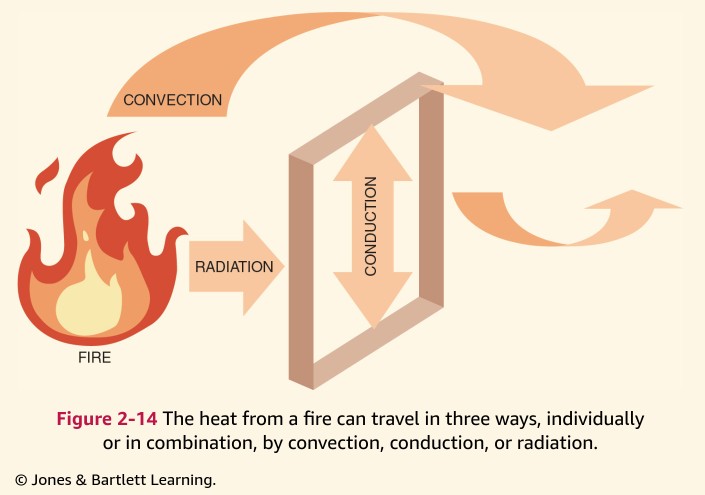 CONVECTION
CONDUCTION
RADIATION
FIRE
Figure 2-14 The heat from a fire can travel in three ways, individually
or in combination, by convection, conduction, or radiation.
© Jones & Bartlett Learning.